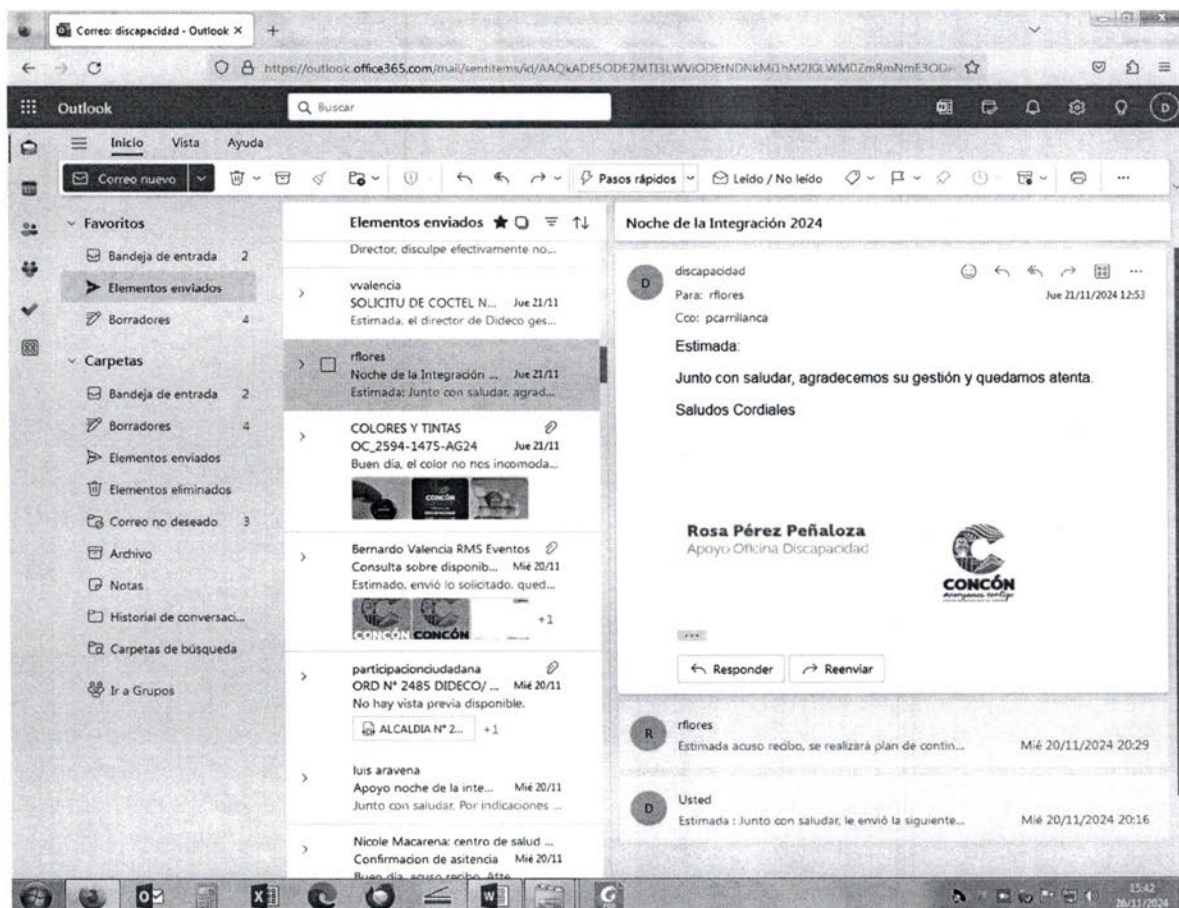 Correo: discapacidad - Outlook
https://outlook.office365.com/mail/sentitems/id/
Outlook
Buscar
D
Inicio Vista Ayuda
Correo nuevo
Pasos rápidos
Leído / No leído
Favoritos
Bandeja de entrada 2
Elementos enviados
Borradores 4
Carpetas
Bandeja de entrada 2
Borradores 4
Elementos enviados
Elementos eliminados
Correo no deseado 3
Archivo
Notas
Historial de conversaci...
Carpetas de búsqueda
Ir a Grupos
Elementos enviados
Director, disculpe efectivamente no...
vvalencia
SOLICITU DE COCTEL N... Jue 21/11
Estimada, el director de Dideco ges...
rflores
Noche de la Integración ... Jue 21/11
Estimada: Junto con saludar, agrad...
COLORES Y TINTAS
OC_2594-1475-AG24 Jue 21/11
Buen día, el color no nos incomoda...
CONCÓN
Bernardo Valencia RMS Eventos
Consulta sobre disponib... Mié 20/11
Estimado, envió lo solicitado, qued...
CONCÓN CONCÓN +1
participacionciudadana
ORD N° 2485 DIDECO/ ... Mié 20/11
No hay vista previa disponible.
ALCALDIA N° 2... +1
luis aravena
Apoyo noche de la inte... Mié 20/11
Junto con saludar, Por indicaciones ...
Nicole Macarena: centro de salud ...
Confirmacion de asitencia Mié 20/11
Buen día, acuso recibo, Atte
Noche de la Integración 2024
D
discapacidad
Para: rflores
Jue 21/11/2024 12:53
Cco: pcarrilanca
Estimada:
Junto con saludar, agradecemos su gestión y quedamos atenta.
Saludos Cordiales
Rosa Pérez Peñaloza
Apoyo Oficina Discapacidad
CONCÓN
Avanzamos contigo
Responder
Reenviar
R
rflores
Estimada acuso recibo, se realizará plan de contin... Mié 20/11/2024 20:29
D
Usted
Estimada : Junto con saludar, le envió la siguiente... Mié 20/11/2024 20:16
15:42
26/11/2024